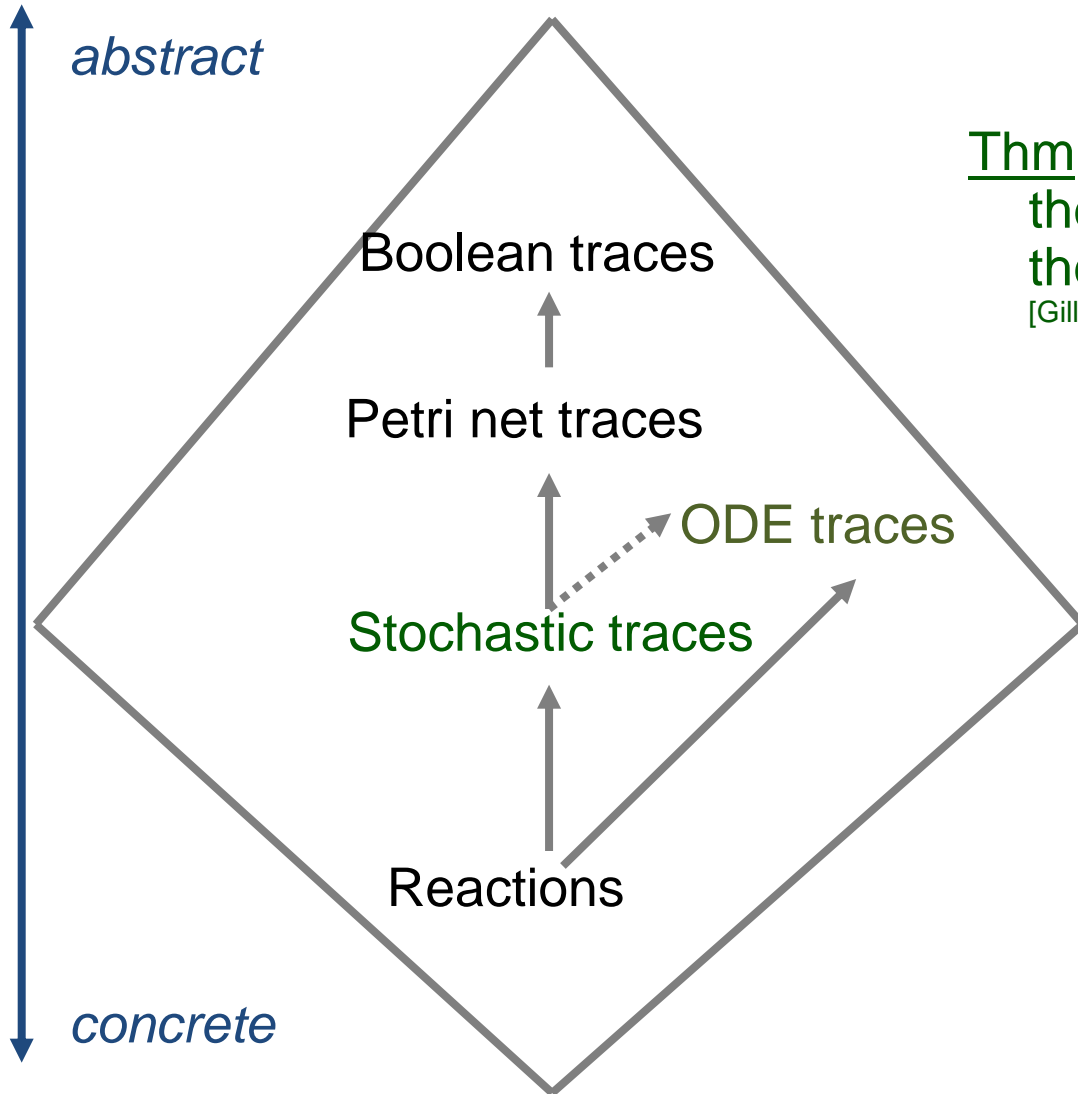 abstract
Thm
Boolean traces
Petri net traces
ODE traces
Stochastic traces
Reactions
concrete